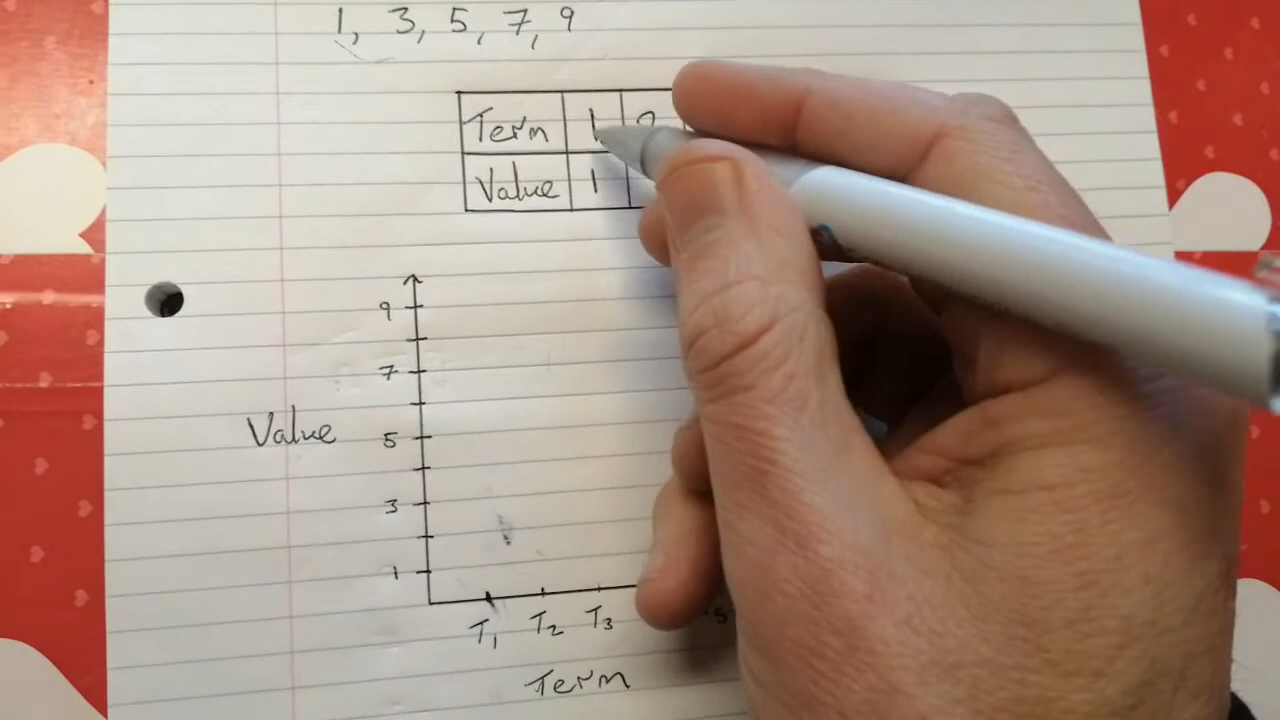 1, 3, 5, 7, 9
Term 1 2
Value 1
9
7
Value 5
3
1
T1 T2 T3
Term